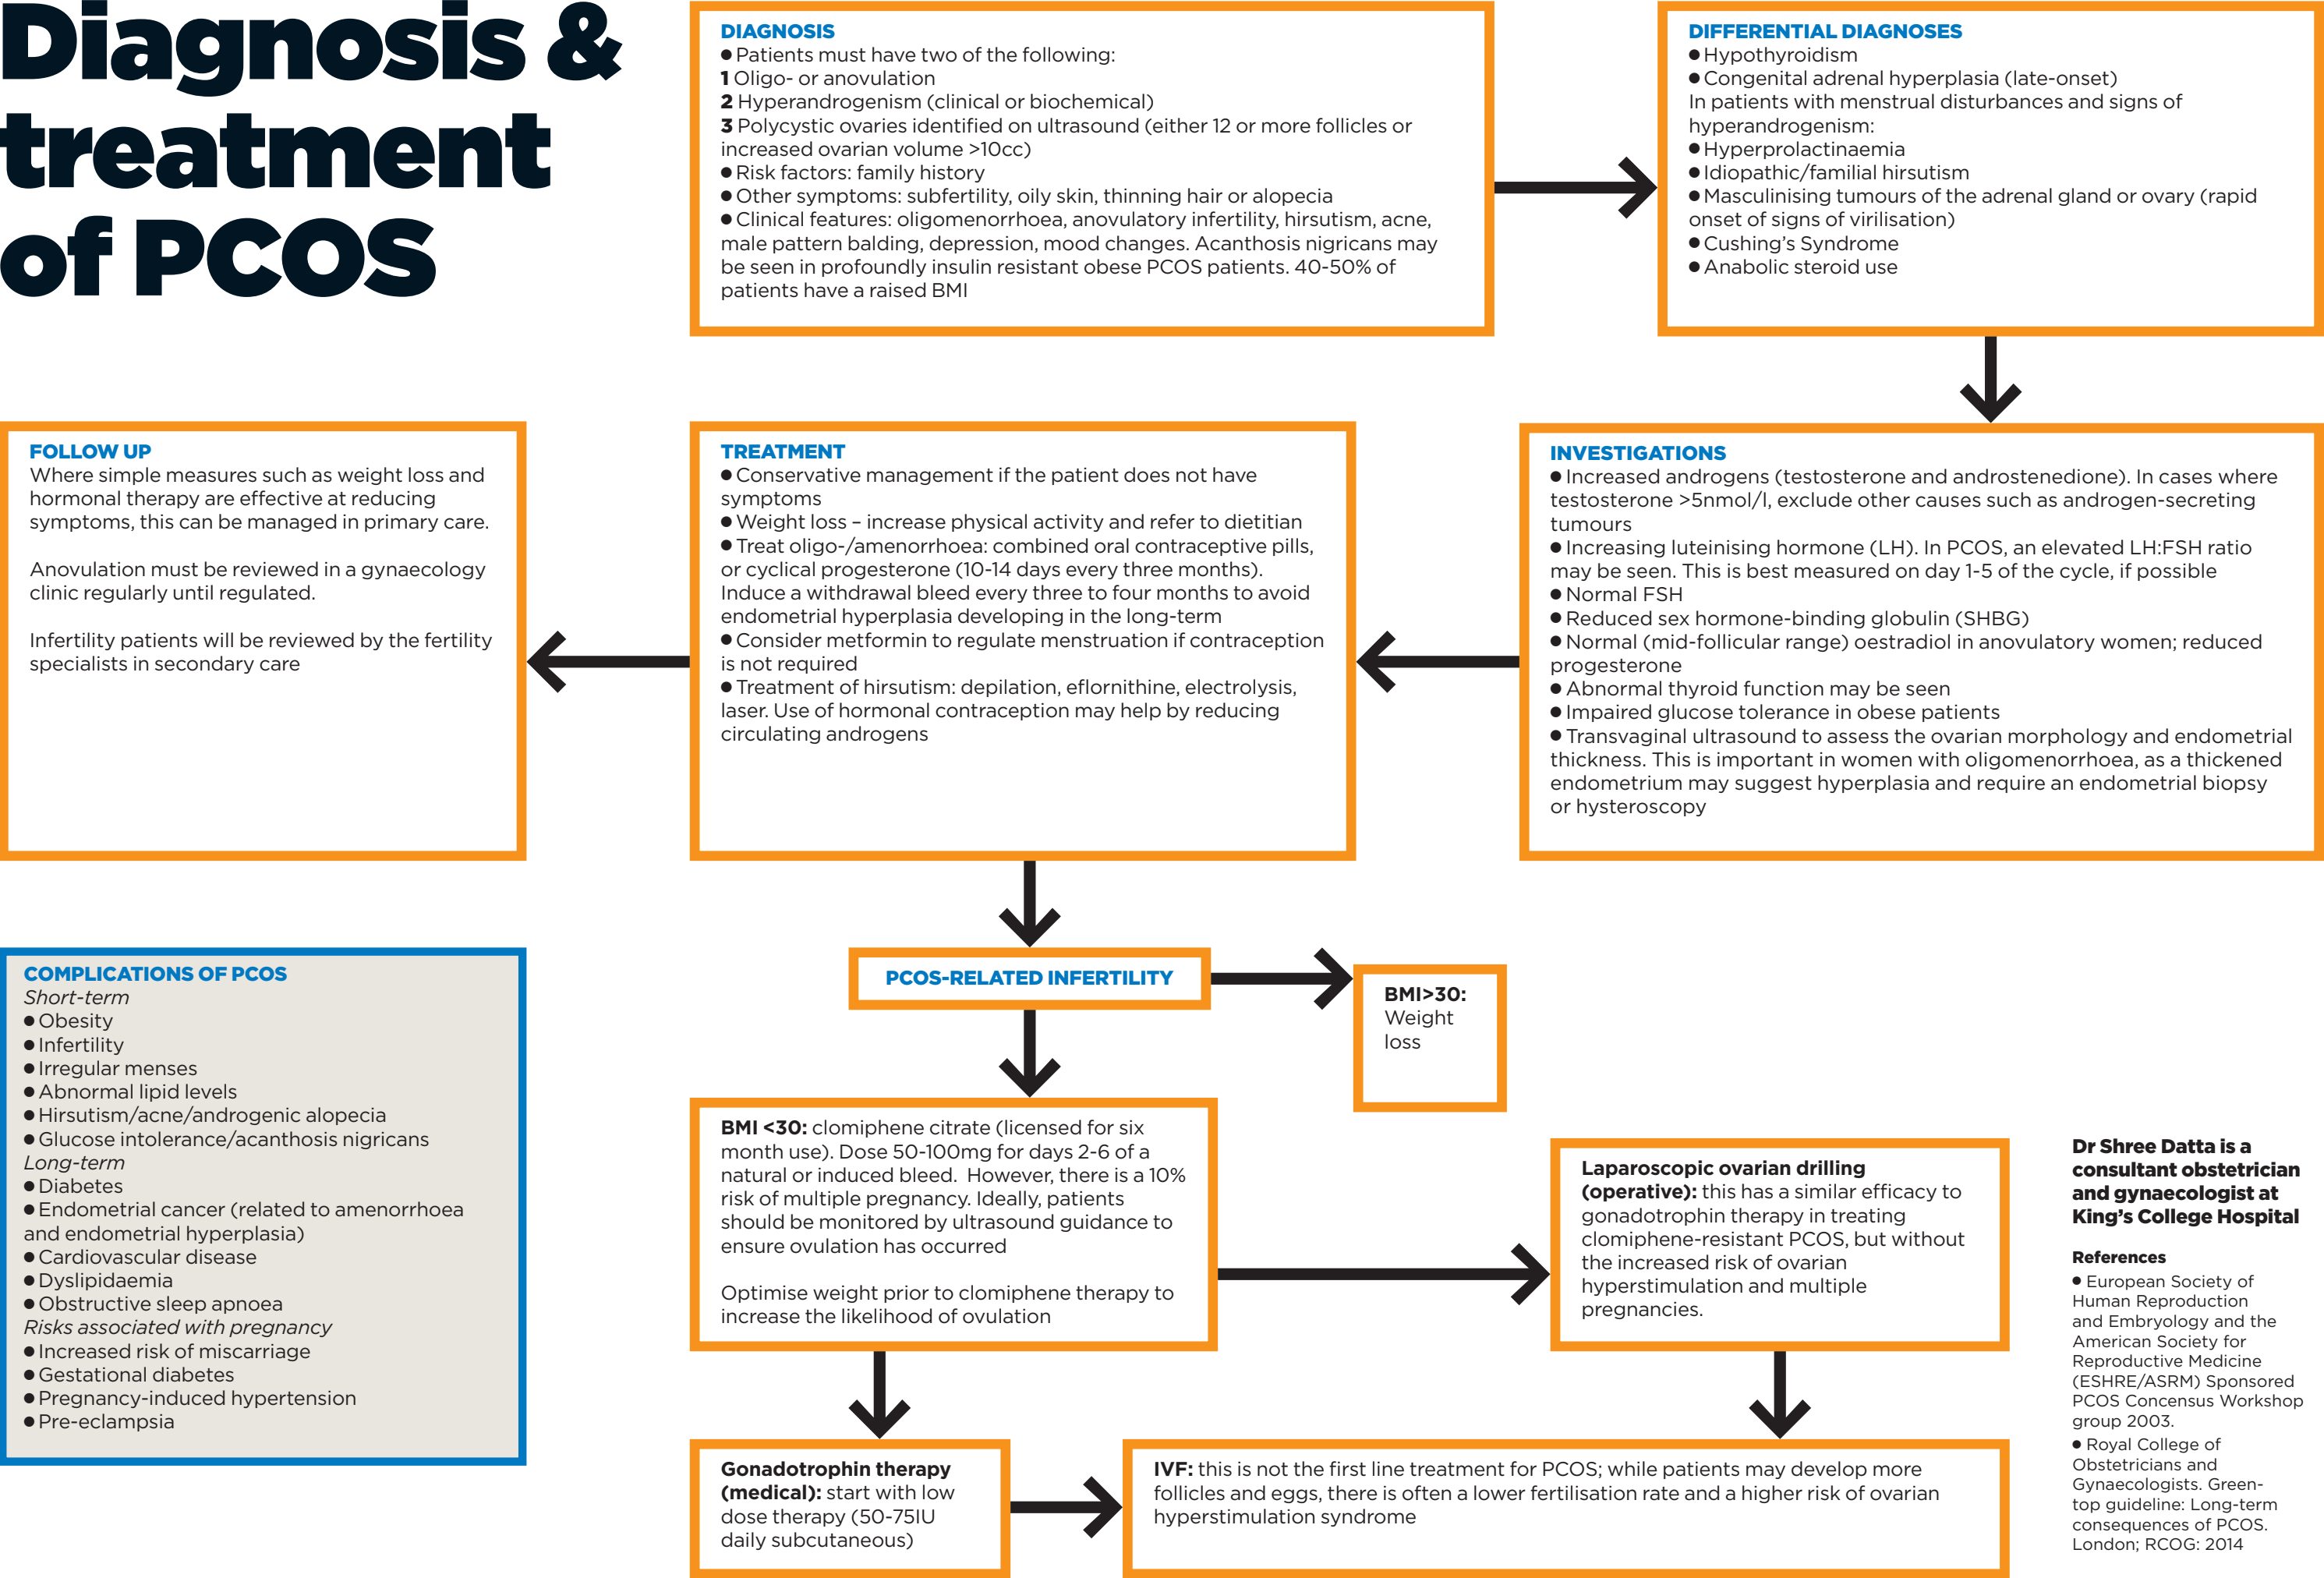 Diagnosis &
treatment
of PCOS
DIAGNOSIS
● Patients must have two of the following:
1 Oligo- or anovulation
2 Hyperandrogenism (clinical or biochemical)
3 Polycystic ovaries identified on ultrasound (either 12 or more follicles or
increased ovarian volume >10cc)
● Risk factors: family history
● Other symptoms: subfertility, oily skin, thinning hair or alopecia
● Clinical features: oligomenorrhoea, anovulatory infertility, hirsutism, acne,
male pattern balding, depression, mood changes. Acanthosis nigricans may
be seen in profoundly insulin resistant obese PCOS patients. 40-50% of
patients have a raised BMI
DIFFERENTIAL DIAGNOSES
● Hypothyroidism
● Congenital adrenal hyperplasia (late-onset)
In patients with menstrual disturbances and signs of
hyperandrogenism:
● Hyperprolactinaemia
● Idiopathic/familial hirsutism
● Masculinising tumours of the adrenal gland or ovary (rapid
onset of signs of virilisation)
● Cushing's Syndrome
● Anabolic steroid use
INVESTIGATIONS
● Increased androgens (testosterone and androstenedione). In cases where
testosterone >5nmol/l, exclude other causes such as androgen-secreting
tumours
● Increasing luteinising hormone (LH). In PCOS, an elevated LH:FSH ratio
may be seen. This is best measured on day 1-5 of the cycle, if possible
● Normal FSH
● Reduced sex hormone-binding globulin (SHBG)
● Normal (mid-follicular range) oestradiol in anovulatory women; reduced
progesterone
● Abnormal thyroid function may be seen
● Impaired glucose tolerance in obese patients
● Transvaginal ultrasound to assess the ovarian morphology and endometrial
thickness. This is important in women with oligomenorrhoea, as a thickened
endometrium may suggest hyperplasia and require an endometrial biopsy
or hysteroscopy
TREATMENT
● Conservative management if the patient does not have
symptoms
● Weight loss – increase physical activity and refer to dietitian
● Treat oligo-/amenorrhoea: combined oral contraceptive pills,
or cyclical progesterone (10-14 days every three months).
Induce a withdrawal bleed every three to four months to avoid
endometrial hyperplasia developing in the long-term
● Consider metformin to regulate menstruation if contraception
is not required
● Treatment of hirsutism: depilation, eflornithine, electrolysis,
laser. Use of hormonal contraception may help by reducing
circulating androgens
FOLLOW UP
Where simple measures such as weight loss and
hormonal therapy are effective at reducing
symptoms, this can be managed in primary care.
Anovulation must be reviewed in a gynaecology
clinic regularly until regulated.
Infertility patients will be reviewed by the fertility
specialists in secondary care
COMPLICATIONS OF PCOS
Short-term
● Obesity
● Infertility
● Irregular menses
● Abnormal lipid levels
● Hirsutism/acne/androgenic alopecia
● Glucose intolerance/acanthosis nigricans
Long-term
● Diabetes
● Endometrial cancer (related to amenorrhoea
and endometrial hyperplasia)
● Cardiovascular disease
● Dyslipidaemia
● Obstructive sleep apnoea
Risks associated with pregnancy
● Increased risk of miscarriage
● Gestational diabetes
● Pregnancy-induced hypertension
● Pre-eclampsia
PCOS-RELATED INFERTILITY
BMI>30:
Weight
loss
BMI <30: clomiphene citrate (licensed for six
month use). Dose 50-100mg for days 2-6 of a
natural or induced bleed. However, there is a 10%
risk of multiple pregnancy. Ideally, patients
should be monitored by ultrasound guidance to
ensure ovulation has occurred
Optimise weight prior to clomiphene therapy to
increase the likelihood of ovulation
Laparoscopic ovarian drilling
(operative): this has a similar efficacy to
gonadotrophin therapy in treating
clomiphene-resistant PCOS, but without
the increased risk of ovarian
hyperstimulation and multiple
pregnancies.
Gonadotrophin therapy
(medical): start with low
dose therapy (50-75IU
daily subcutaneous)
IVF: this is not the first line treatment for PCOS; while patients may develop more
follicles and eggs, there is often a lower fertilisation rate and a higher risk of ovarian
hyperstimulation syndrome
Dr Shree Datta is a
consultant obstetrician
and gynaecologist at
King's College Hospital
References
● European Society of
Human Reproduction
and Embryology and the
American Society for
Reproductive Medicine
(ESHRE/ASRM) Sponsored
PCOS Concensus Workshop
group 2003.
● Royal College of
Obstetricians and
Gynaecologists. Green-
top guideline: Long-term
consequences of PCOS.
London; RCOG: 2014